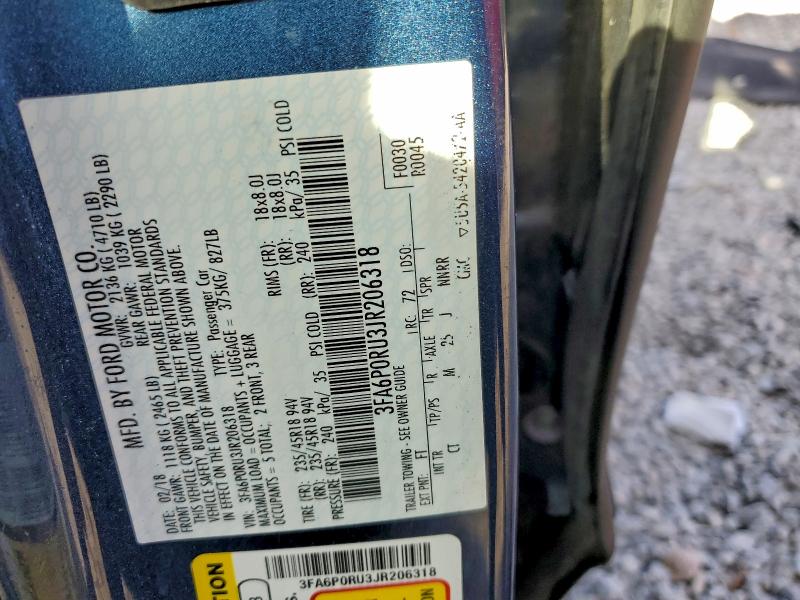 MFD. BY FORD MOTOR CO.
DATE: 02/18 GVWR: 2136 KG ( 4710 LB)
FRONT GAWR: 1118 KG ( 2465 LB) REAR GAWR: 1039 KG ( 2290 LB)
THIS VEHICLE CONFORMS TO ALL APPLICABLE FEDERAL MOTOR
VEHICLE SAFETY, BUMPER, AND THEFT PREVENTION STANDARDS
IN EFFECT ON THE DATE OF MANUFACTURE SHOWN ABOVE.
VIN: 3FA6P0RU3JR206318 TYPE: Passenger Car
MAXIMUM LOAD = OCCUPANTS + LUGGAGE = 375KG/ 827LB
OCCUPANTS = 5 TOTAL; 2 FRONT, 3 REAR
TIRE (FR): 235/45R18 94V RIMS (FR): 18x8.0J
(RR): 235/45R18 94V (RR): 18x8.0J
PRESSURE (FR): 240 kPa/ 35 PSI COLD (RR): 240 kPa/ 35 PSI COLD
3FA6P0RU3JR206318
F0030
R0045
TRAILER TOWING - SEE OWNER GUIDE LRC: 72 DSO:
EXT PNT: FT R AXLE TR SPR
INT TR TP/PS M 25 J NNRR
CT
3FA6P0RU3JR206318